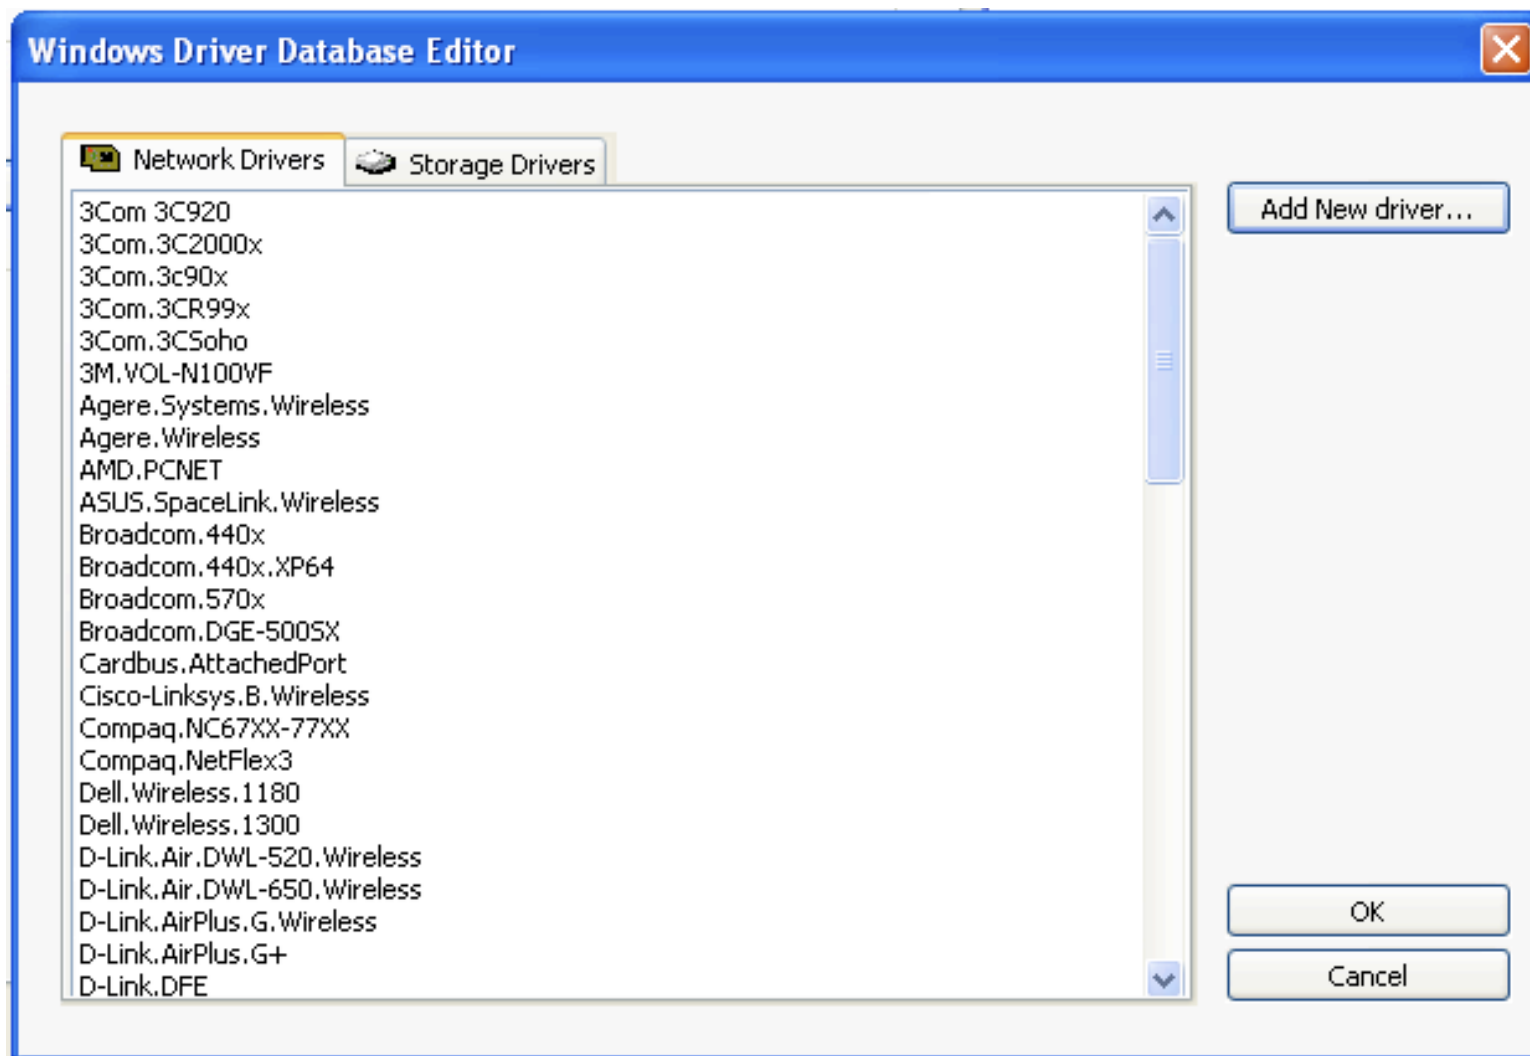 Windows Driver Database Editor
Network Drivers
Storage Drivers
3Com 3C920
3Com.3C2000x
3Com.3c90x
3Com.3CR99x
3Com.3CSoho
3M.VOL-N100VF
Agere.Systems.Wireless
Agere.Wireless
AMD.PCNET
ASUS.SpaceLink.Wireless
Broadcom.440x
Broadcom.440x.XP64
Broadcom.570x
Broadcom.DGE-500SX
Cardbus.AttachedPort
Cisco-Linksys.B.Wireless
Compaq.NC67XX-77XX
Compaq.NetFlex3
Dell.Wireless.1180
Dell.Wireless.1300
D-Link.Air.DWL-520.Wireless
D-Link.Air.DWL-650.Wireless
D-Link.AirPlus.G.Wireless
D-Link.AirPlus.G+
D-Link.DFE
Add New driver...
OK
Cancel